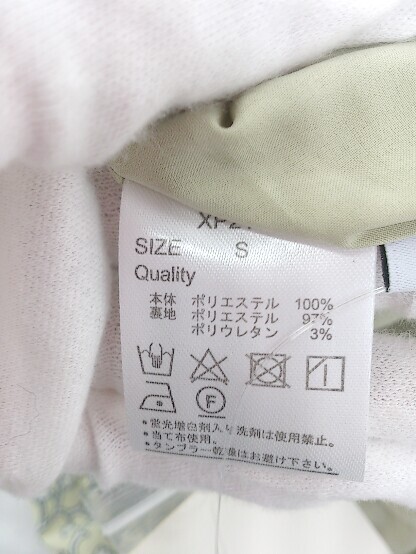 SIZE S
Quality
本体 ポリエステル 100%
裏地 ポリエステル 97%
ポリウレタン 3%
F
*蛍光増白剤入り洗剤は使用禁止。
*当て布使用。
*タンブラー乾燥はお避け下さい。